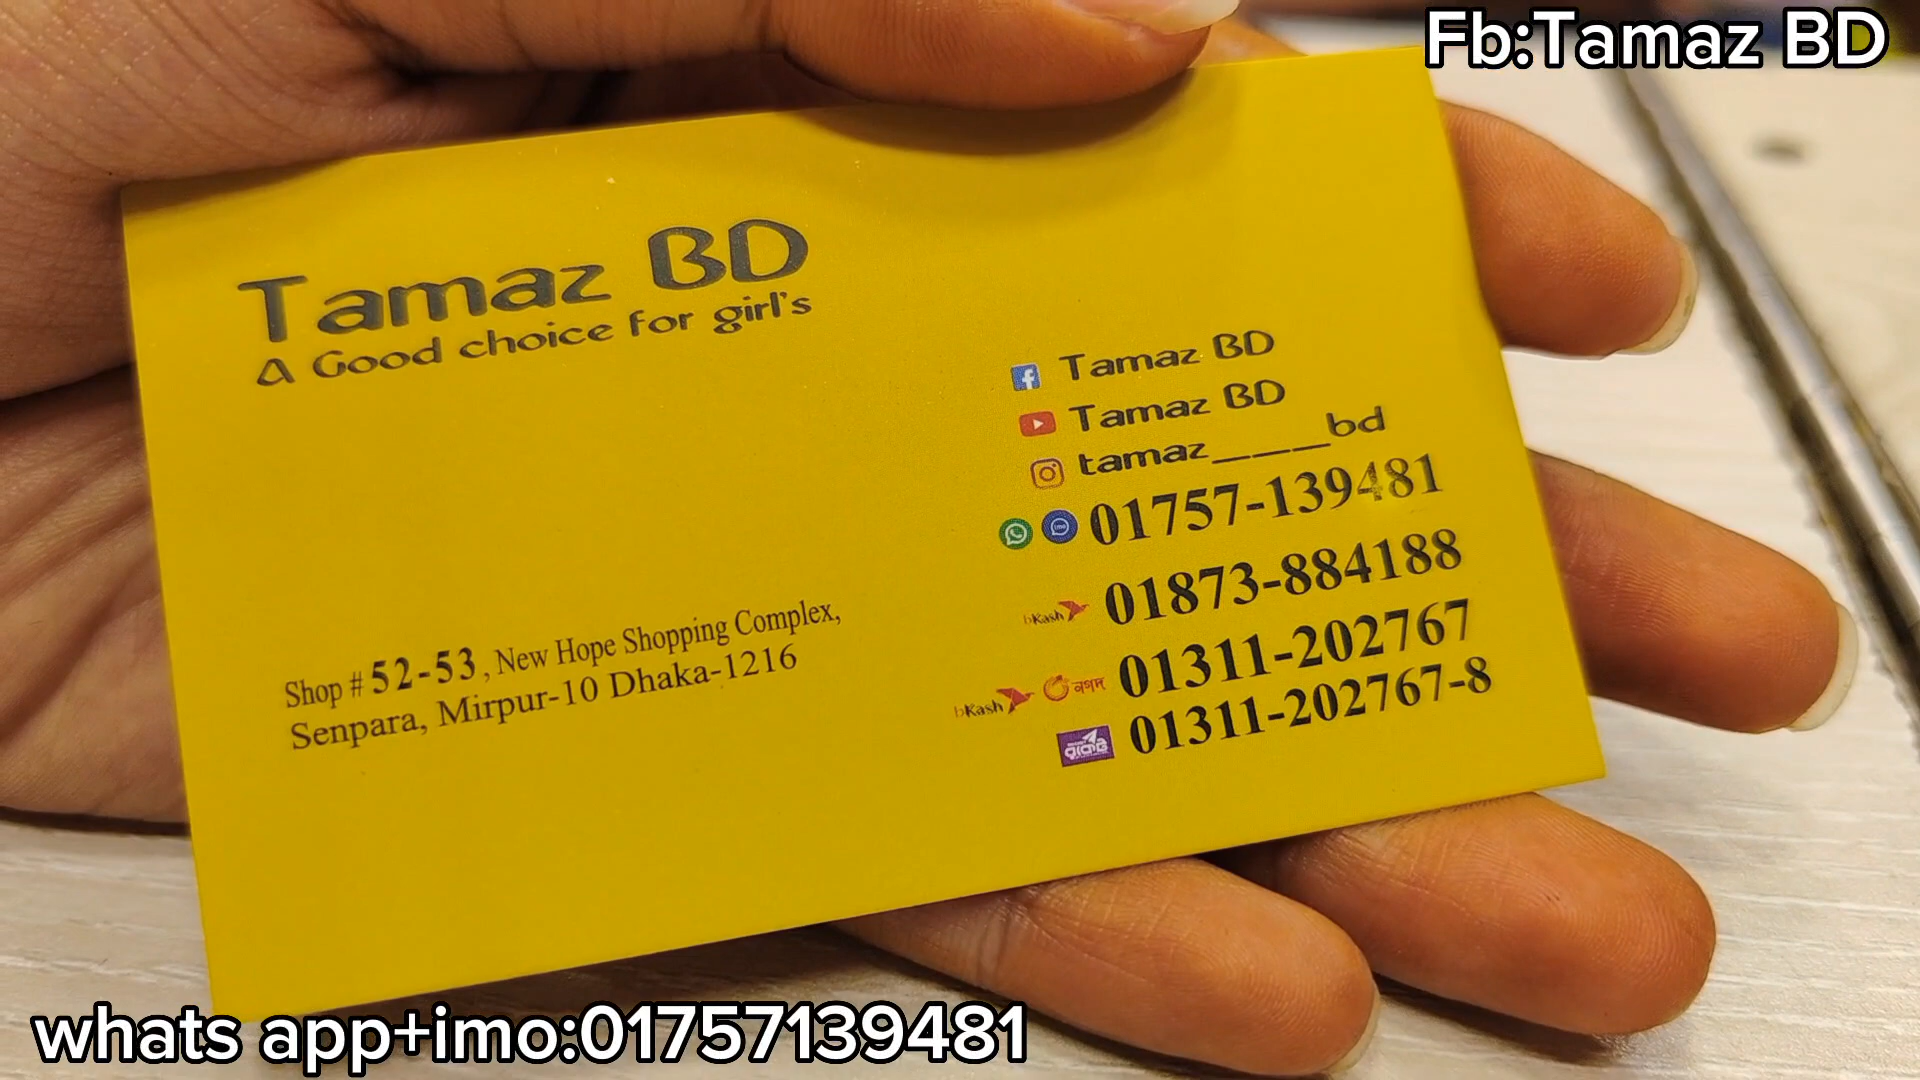 Fb:Tamaz BD
Tamaz BD
A Good choice for girl's
Shop # 52-53, New Hope Shopping Complex,
Senpara, Mirpur-10 Dhaka-1216
Tamaz BD
Tamaz BD
tamaz____bd
01757-139481
bKash 01873-884188
bKash নগদ 01311-202767
রকেট 01311-202767-8
whats app+imo:01757139481